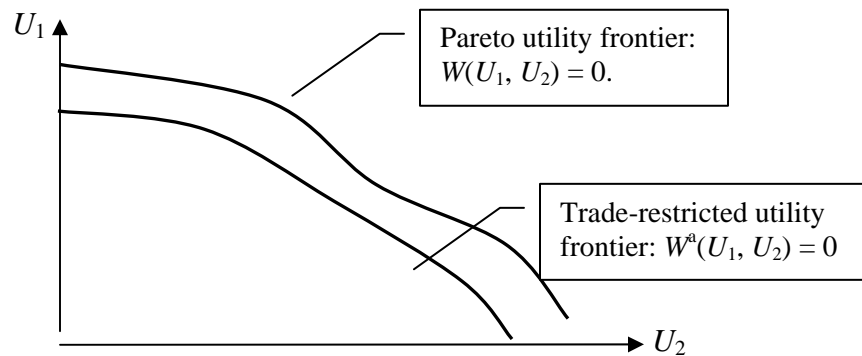 U₁
Pareto utility frontier:
W(U₁, U₂) = 0.
Trade-restricted utility
frontier: Wᵃ(U₁, U₂) = 0
U₂